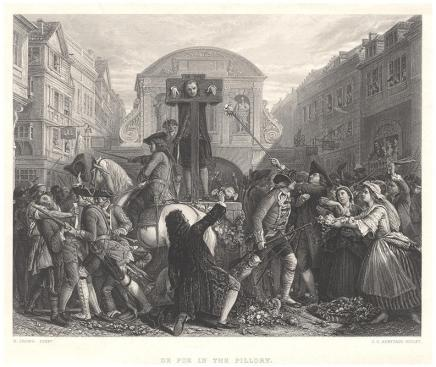 E. CROWE. PINXT
J. C. ARMYTAGE. SCULPT.
DE FOE IN THE PILLORY.